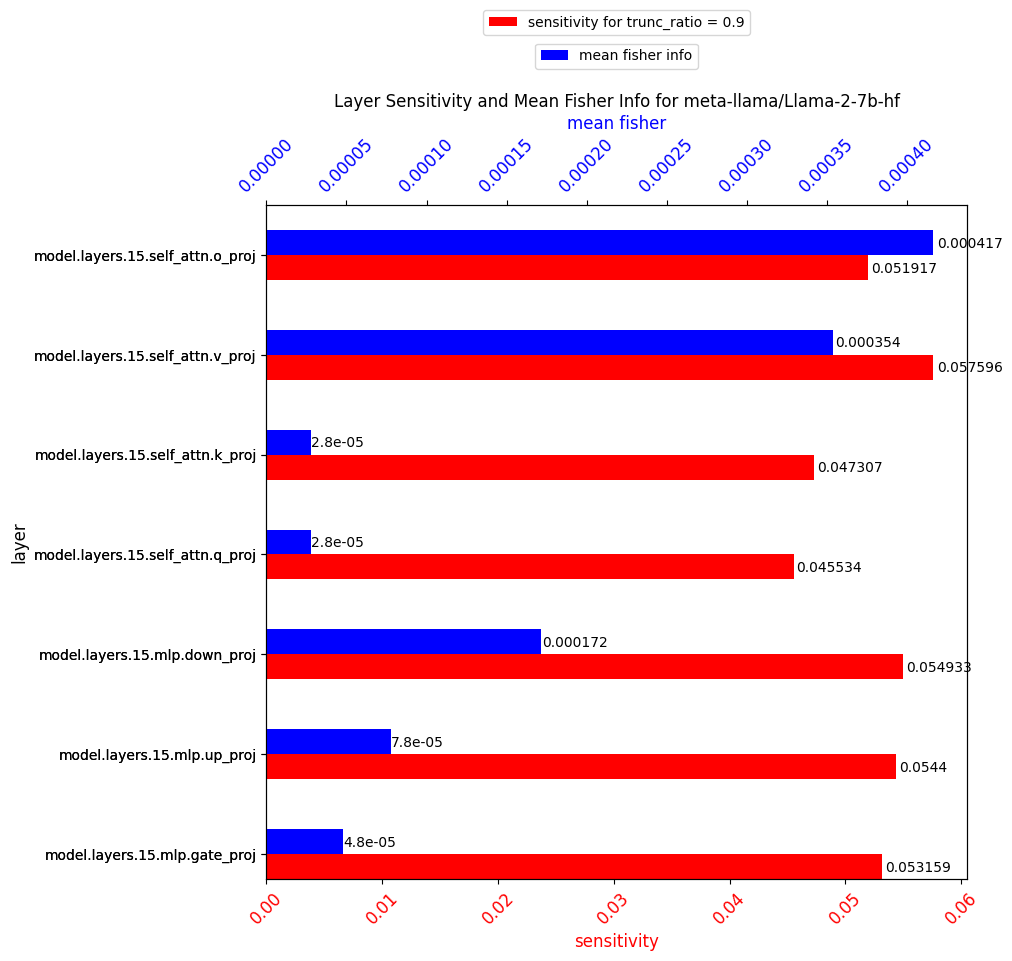 sensitivity for trunc_ratio = 0.9
mean fisher info
Layer Sensitivity and Mean Fisher Info for meta-llama/Llama-2-7b-hf
mean fisher
0.00000 0.00005 0.00010 0.00015 0.00020 0.00025 0.00030 0.00035 0.00040
0.000417
model.layers.15.self_attn.o_proj
0.051917
0.000354
model.layers.15.self_attn.v_proj
0.057596
2.8e-05
model.layers.15.self_attn.k_proj
0.047307
layer
2.8e-05
model.layers.15.self_attn.q_proj
0.045534
0.000172
model.layers.15.mlp.down_proj
0.054933
7.8e-05
model.layers.15.mlp.up_proj
0.0544
4.8e-05
model.layers.15.mlp.gate_proj
0.053159
0.00 0.01 0.02 0.03 0.04 0.05 0.06
sensitivity